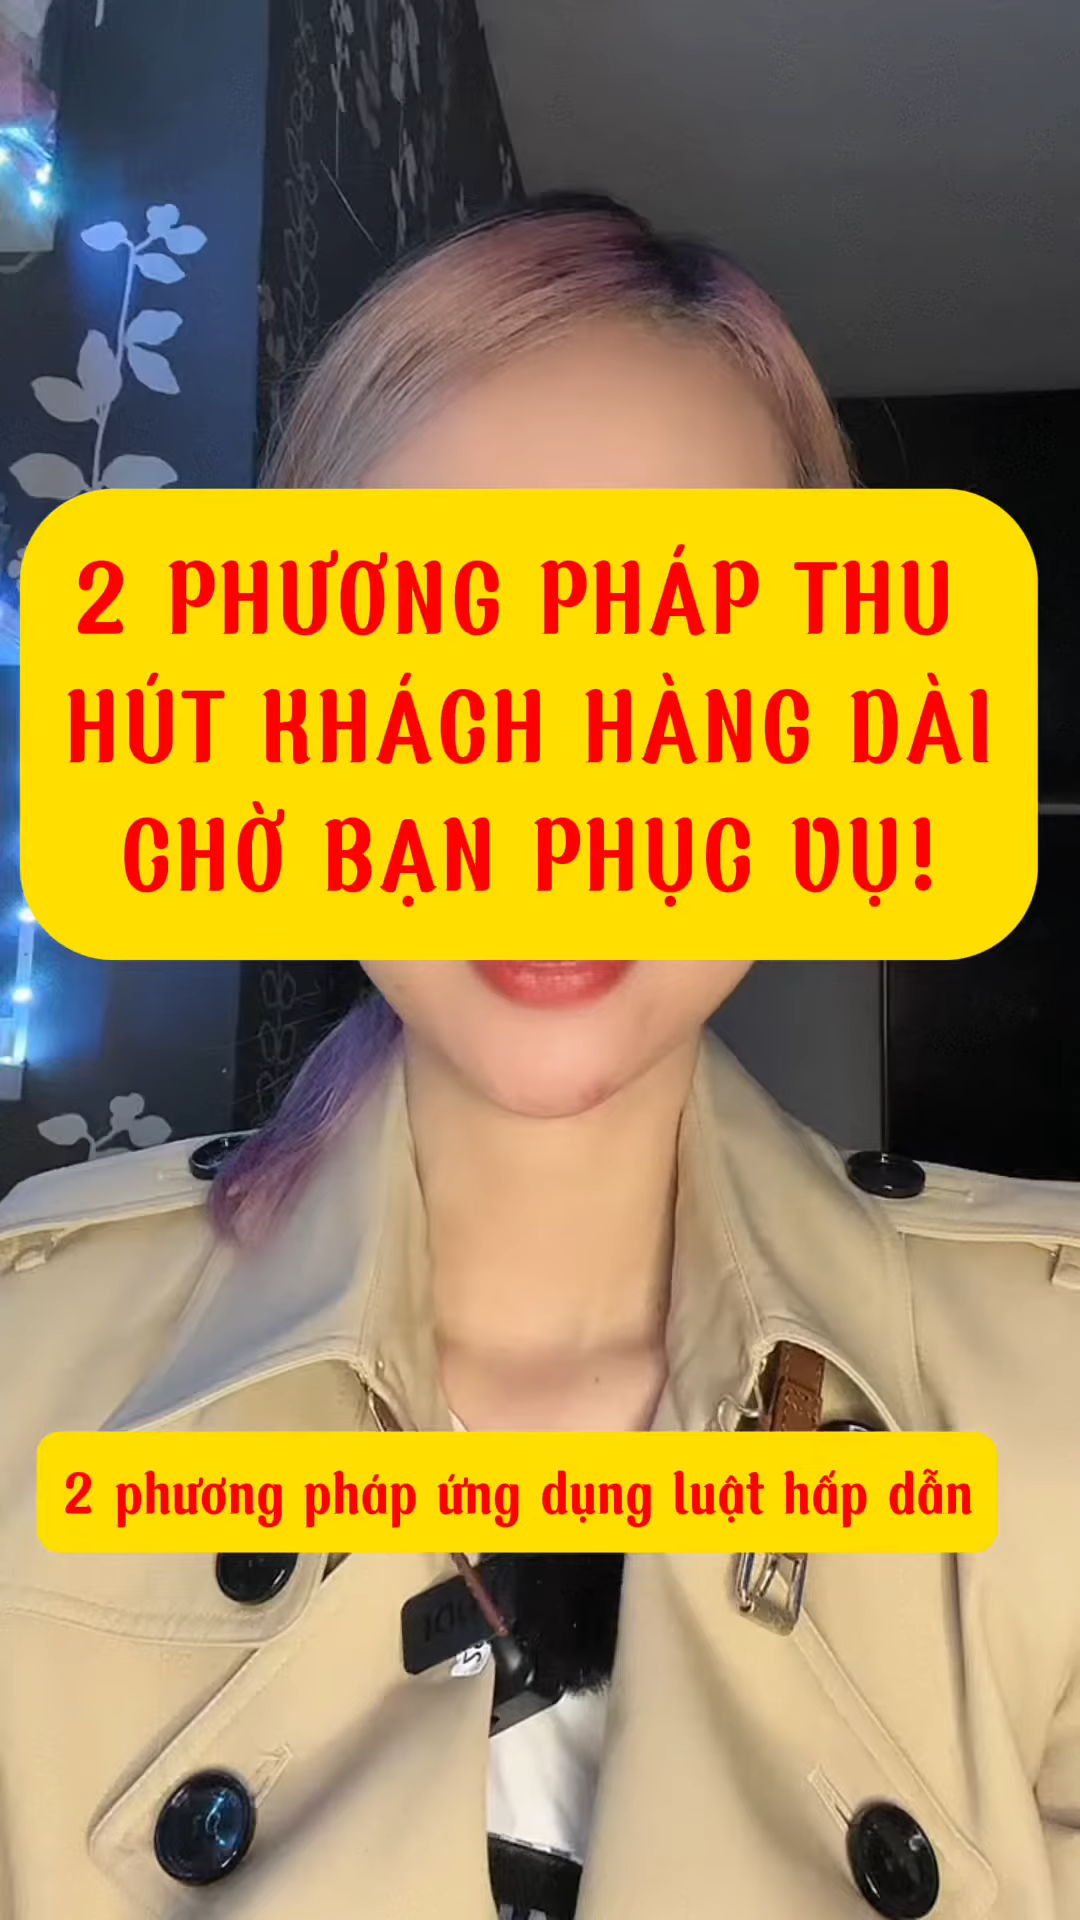 2 PHƯƠNG PHÁP THU
HÚT KHÁCH HÀNG DÀI
CHỜ BẠN PHỤC VỤ!
2 phương pháp ứng dụng luật hấp dẫn